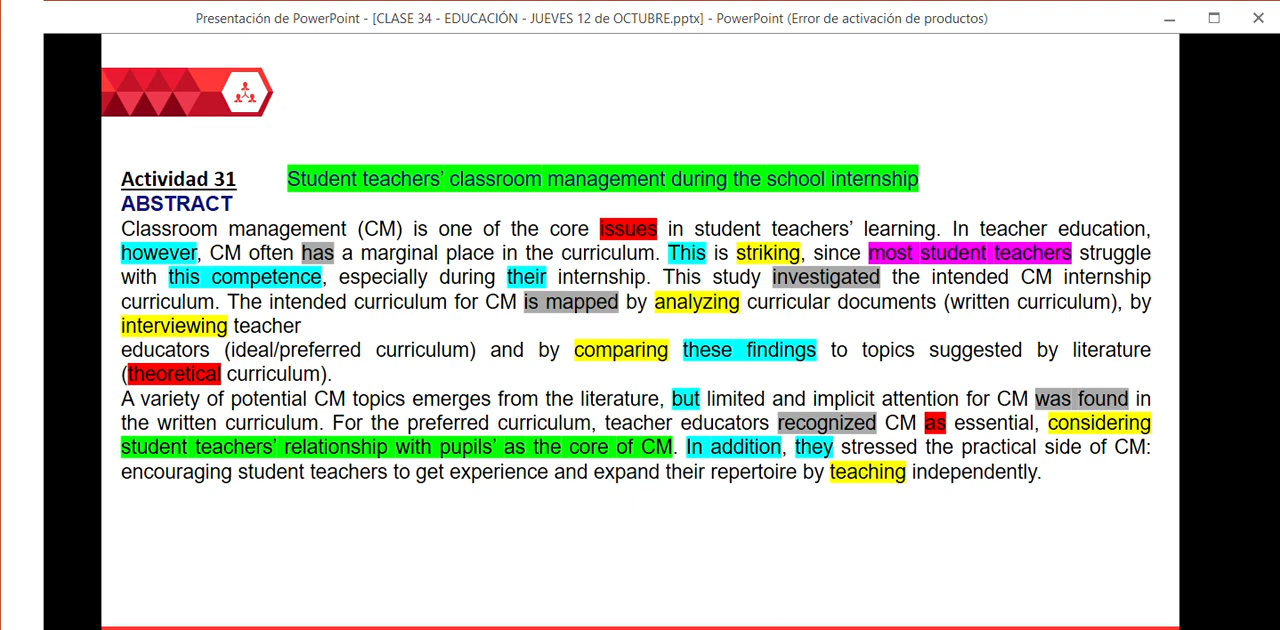 Presentación de PowerPoint - [CLASE 34 - EDUCACIÓN - JUEVES 12 de OCTUBRE.pptx] - PowerPoint (Error de activación de productos)
Actividad 31 Student teachers’ classroom management during the school internship
ABSTRACT
Classroom management (CM) is one of the core issues in student teachers’ learning. In teacher education,
however, CM often has a marginal place in the curriculum. This is striking, since most student teachers struggle
with this competence, especially during their internship. This study investigated the intended CM internship
curriculum. The intended curriculum for CM is mapped by analyzing curricular documents (written curriculum), by
interviewing teacher
educators (ideal/preferred curriculum) and by comparing these findings to topics suggested by literature
(theoretical curriculum).
A variety of potential CM topics emerges from the literature, but limited and implicit attention for CM was found in
the written curriculum. For the preferred curriculum, teacher educators recognized CM as essential, considering
student teachers’ relationship with pupils’ as the core of CM. In addition, they stressed the practical side of CM:
encouraging student teachers to get experience and expand their repertoire by teaching independently.